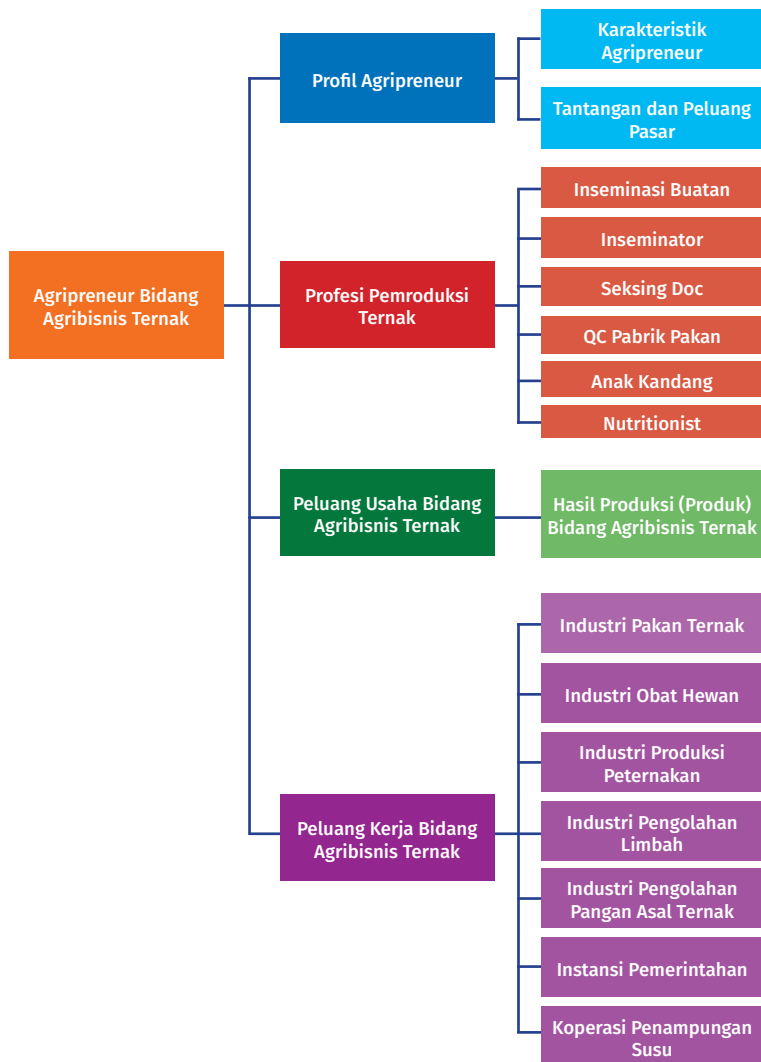 Agripreneur Bidang
Agribisnis Ternak
Profil Agripreneur
Karakteristik
Agripreneur
Tantangan dan Peluang
Pasar
Profesi Pemroduksi
Ternak
Inseminasi Buatan
Inseminator
Seksing Doc
QC Pabrik Pakan
Anak Kandang
Nutritionist
Peluang Usaha Bidang
Agribisnis Ternak
Hasil Produksi (Produk)
Bidang Agribisnis Ternak
Peluang Kerja Bidang
Agribisnis Ternak
Industri Pakan Ternak
Industri Obat Hewan
Industri Produksi
Peternakan
Industri Pengolahan
Limbah
Industri Pengolahan
Pangan Asal Ternak
Instansi Pemerintahan
Koperasi Penampungan
Susu